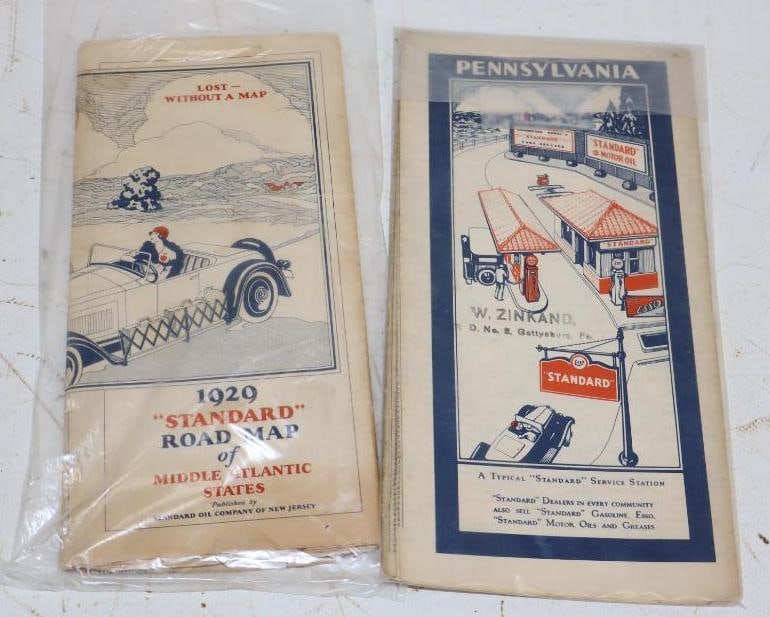 LOST —
WITHOUT A MAP
1929
"STANDARD"
ROAD MAP
of
MIDDLE ATLANTIC
STATES
Published by
STANDARD OIL COMPANY OF NEW JERSEY
PENNSYLVANIA
"STANDARD"
"STANDARD"
MOTOR OIL
STANDARD
ESSO
W. ZINKAND,
D. No. 8, Gettysburg, Pa.
"STANDARD"
A TYPICAL "STANDARD" SERVICE STATION
"STANDARD" DEALERS IN EVERY COMMUNITY
ALSO SELL "STANDARD" GASOLINE, ESSO,
"STANDARD" MOTOR OILS AND GREASES